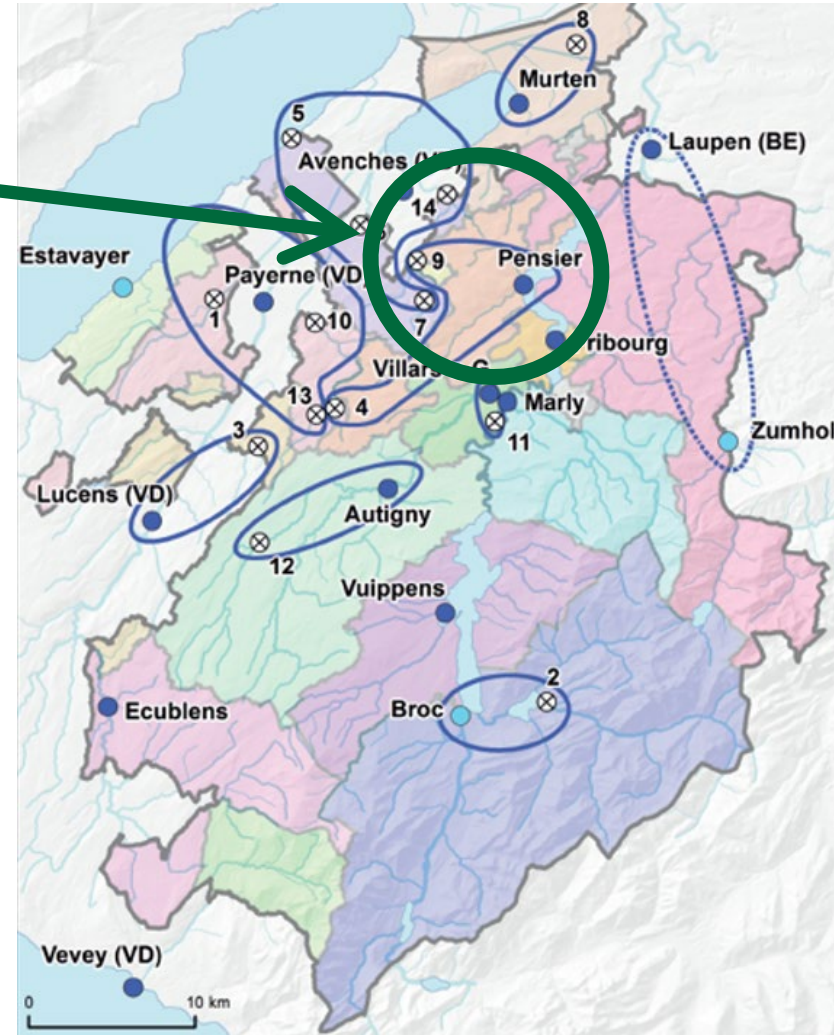 8
Murten
5
Laupen (BE)
Avenches (V
14
Estavayer
9
Pensier
Payerne (VD)
1
10
7
ribourg
Villars
G
13
4
Marly
3
11
Zumhol
Lucens (VD)
Autigny
12
Vuippens
2
Ecublens
Broc
Vevey (VD)
0
10 km